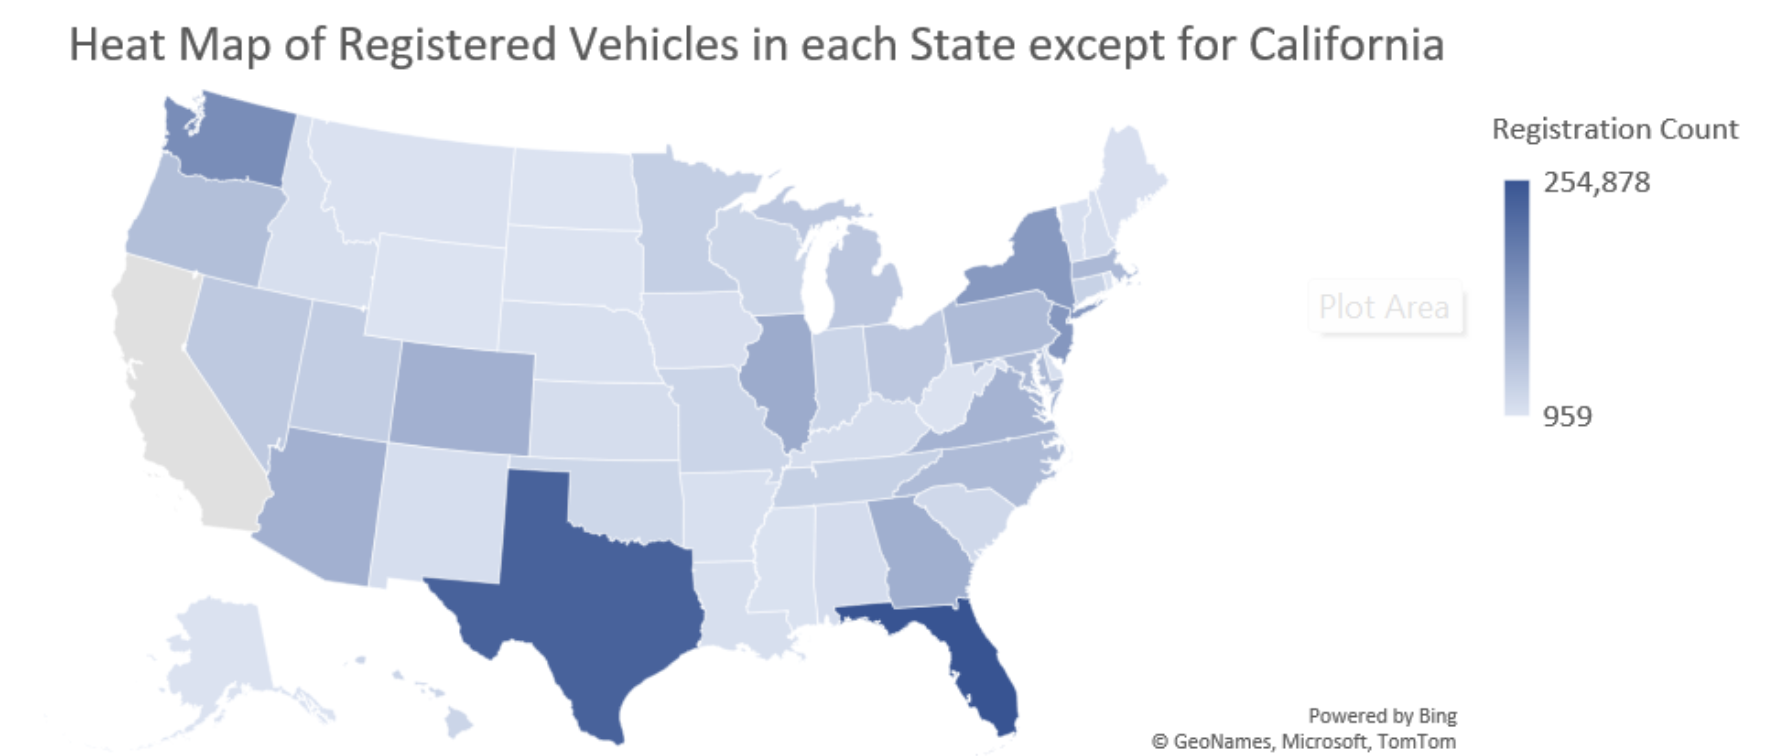 Heat Map of Registered Vehicles in each State except for California
Registration Count
254,878
Plot Area
959
Powered by Bing
© GeoNames, Microsoft, TomTom